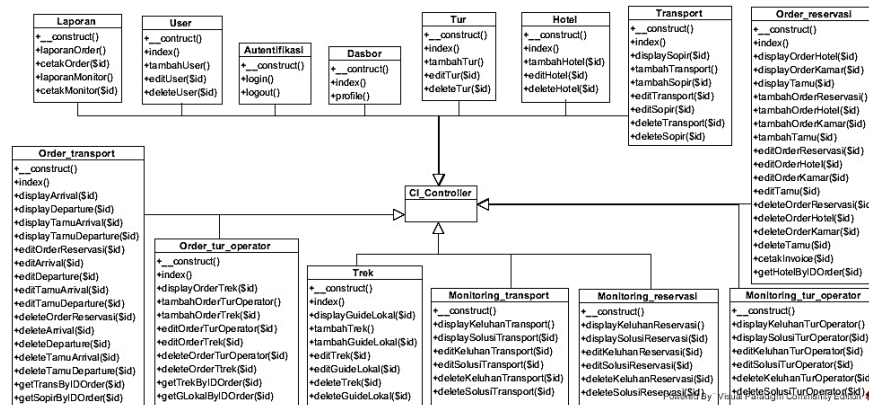 Laporan
+__construct()
+laporanOrder()
+cetakOrder($id)
+laporanMonitor()
+cetakMonitor($id)
User
+__contruct()
+index()
+tambahUser()
+editUser($id)
+deleteUser($id)
Autentifikasi
+__construct()
+login()
+logout()
Dasbor
+__contruct()
+index()
+profile()
Tur
+__contruct()
+index()
+tambahTur()
+editTur($id)
+deleteTur($id)
Hotel
+__contruct()
+index()
+tambahHotel($id)
+editHotel($id)
+deleteHotel($id)
Transport
+__construct()
+index()
+displaySopir($id)
+tambahTransport()
+tambahSopir($id)
+editTransport($id)
+editSopir($id)
+deleteTransport($id)
+deleteSopir($id)
Order_reservasi
+__construct()
+index()
+displayOrderHotel($id)
+displayOrderKamar($id)
+displayTamu($id)
+tambahOrderReservasi()
+tambahOrderHotel($id)
+tambahOrderKamar($id)
+tambahTamu($id)
+editOrderReservasi($id)
+editOrderHotel($id)
+editOrderKamar($id)
+editTamu($id)
+deleteOrderReservasi($id)
+deleteOrderHotel($id)
+deleteOrderKamar($id)
+deleteTamu($id)
+cetakInvoice($id)
+getHotelByIDOrder($id)
Order_transport
+__construct()
+index()
+displayArrival($id)
+displayDeparture($id)
+displayTamuArrival($id)
+displayTamuDeparture($id)
+editOrderReservasi($id)
+editArrival($id)
+editDeparture($id)
+editTamuArrival($id)
+editTamuDeparture($id)
+deleteOrderReservasi($id)
+deleteArrival($id)
+deleteDeparture($id)
+deleteTamuArrival($id)
+deleteTamuDeparture($id)
+getTransByIDOrder($id)
+getSopirByIDOrder($id)
CI_Controller
Order_tur_operator
+__construct()
+index()
+displayOrderTrek($id)
+tambahOrderTurOperator()
+tambahOrderTrek($id)
+editOrderTurOperator($id)
+editOrderTrek($id)
+deleteOrderTurOperator($id)
+deleteOrderTtrek($id)
+getTrekByIDOrder($id)
+getGLokalByIDOrder($id)
Trek
+__construct()
+index()
+displayGuideLokal($id)
+tambahTrek()
+tambahGuideLokal($id)
+editTrek($id)
+editGuideLokal($id)
+deleteTrek($id)
+deleteGuideLokal($id)
Monitoring_transport
+__construct()
+displayKeluhanTransport()
+displaySolusiTransport($id)
+editKeluhanTransport($id)
+editSolusiTransport($id)
+deleteKeluhanTransport($id)
+deleteSolusiTransport($id)
Monitoring_reservasi
+__construct()
+displayKeluhanReservasi()
+displaySolusiReservasi($id)
+editKeluhanReservasi($id)
+editSolusiReservasi($id)
+deleteKeluhanReservasi($id)
+deleteSolusiReservasi($id)
Monitoring_tur_operator
+__construct()
+displayKeluhanTurOperator()
+displaySolusiTurOperator($id)
+editKeluhanTurOperator($id)
+editSolusiTurOperator($id)
+deleteKeluhanTurOperator($id)
+deleteSolusiTurOperator($id)
Powered By Visual Paradigm Community Edition